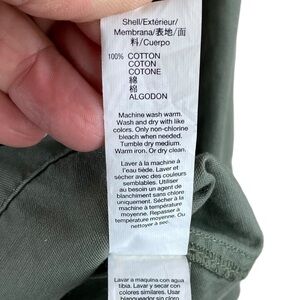 Shell/Extérieur/
Membrana/表地/面
料/Cuerpo
100% COTTON
COTON
COTONE
綿
棉
ALGODON
Machine wash warm.
Wash and dry with like
colors. Only non-chlorine
bleach when needed.
Tumble dry medium.
Warm iron. Or dry clean.
Laver à la machine à
l'eau tiède. Laver et
sécher avec des couleurs
semblables. Utiliser
au besoin un agent de
blanchiment sans chlore
uniquement. Sécher à la
machine à température
moyenne. Repasser à
température moyenne. Ou
nettoyer à sec.
Lavar a maquina con agua
tibia. Lavar y secar con
colores similares. Usar
blanqueador sin cloro